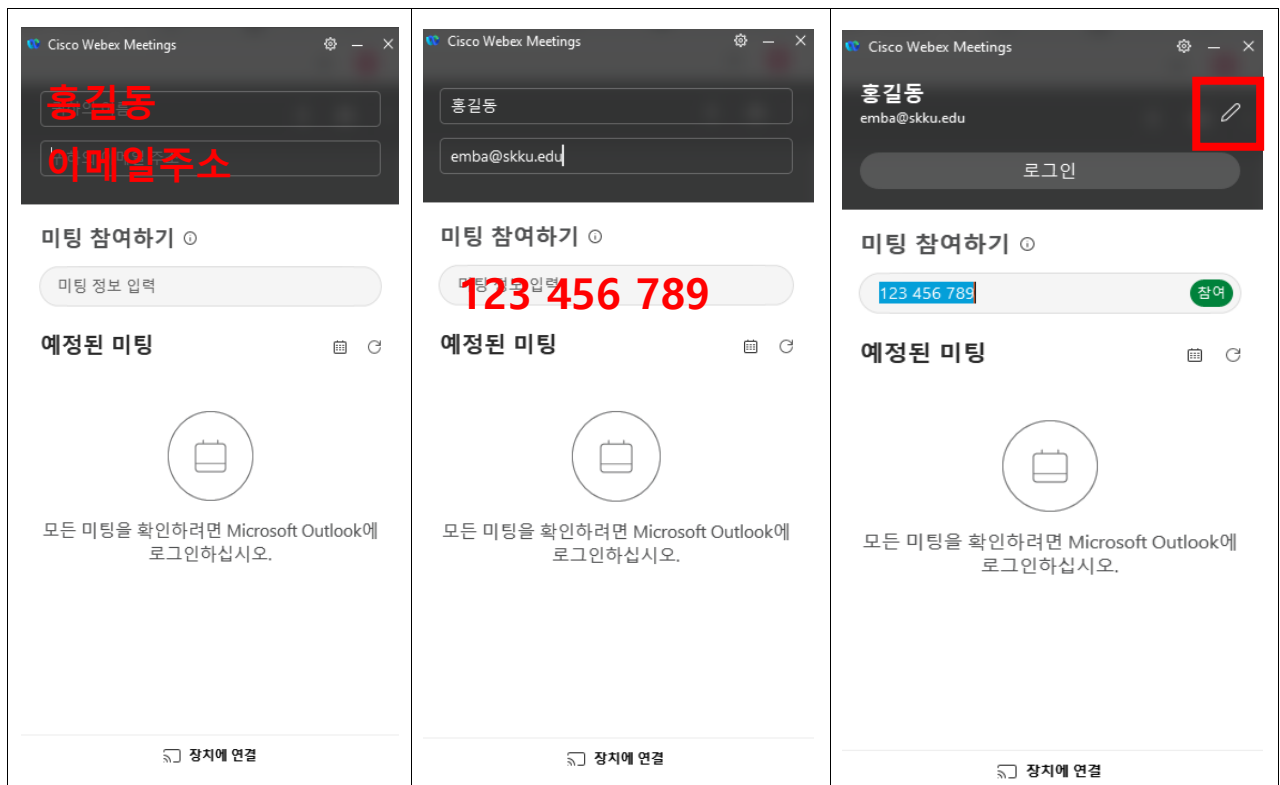 Cisco Webex Meetings
홍길동
이메일주소
미팅 참여하기
미팅 정보 입력
예정된 미팅
모든 미팅을 확인하려면 Microsoft Outlook에
로그인하십시오.
장치에 연결
Cisco Webex Meetings
홍길동
emba@skku.edu
미팅 참여하기
미팅 정보 입력
123 456 789
예정된 미팅
모든 미팅을 확인하려면 Microsoft Outlook에
로그인하십시오.
장치에 연결
Cisco Webex Meetings
홍길동
emba@skku.edu
로그인
미팅 참여하기
123 456 789
참여
예정된 미팅
모든 미팅을 확인하려면 Microsoft Outlook에
로그인하십시오.
장치에 연결